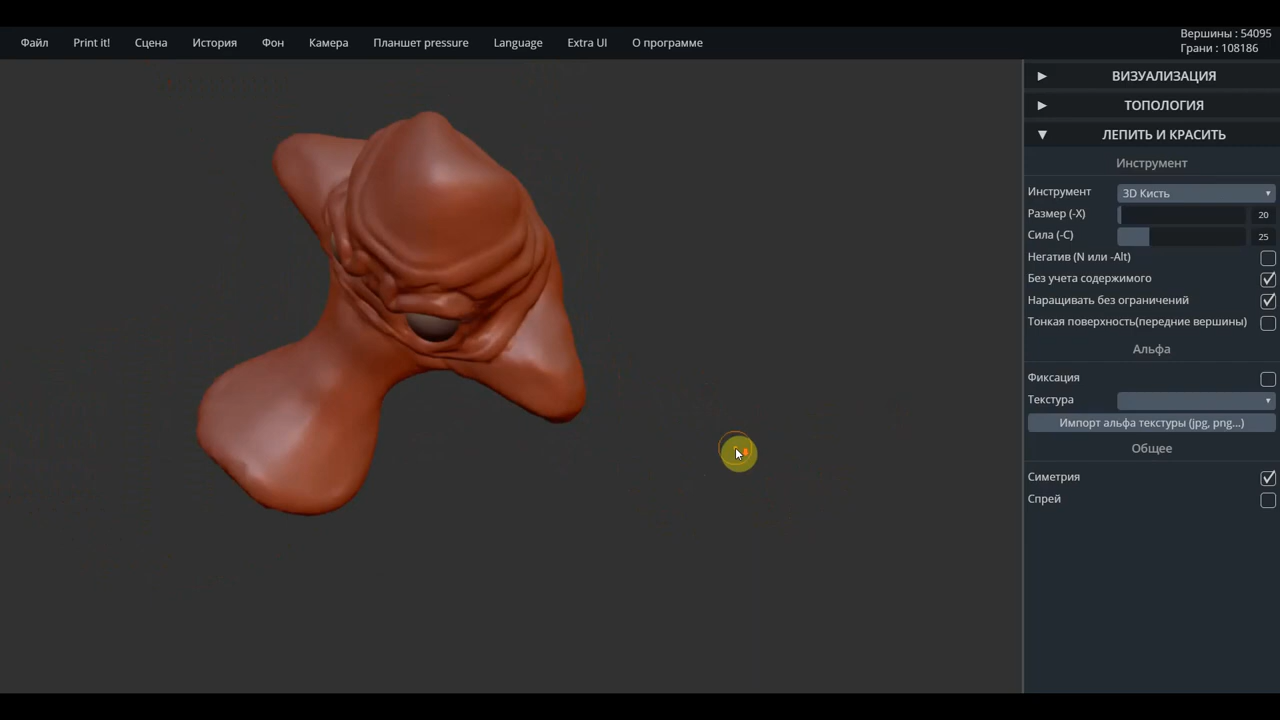 Файл Print it! Сцена История Фон Камера Планшет pressure Language Extra UI О программе
Вершины : 54095
Грани : 108186
ВИЗУАЛИЗАЦИЯ
ТОПОЛОГИЯ
ЛЕПИТЬ И КРАСИТЬ
Инструмент
Инструмент 3D Кисть
Размер (-X) 20
Сила (-C) 25
Негатив (N или -Alt)
Без учета содержимого
Наращивать без ограничений
Тонкая поверхность(передние вершины)
Альфа
Фиксация
Текстура
Импорт альфа текстуры (jpg, png...)
Общее
Симетрия
Спрей